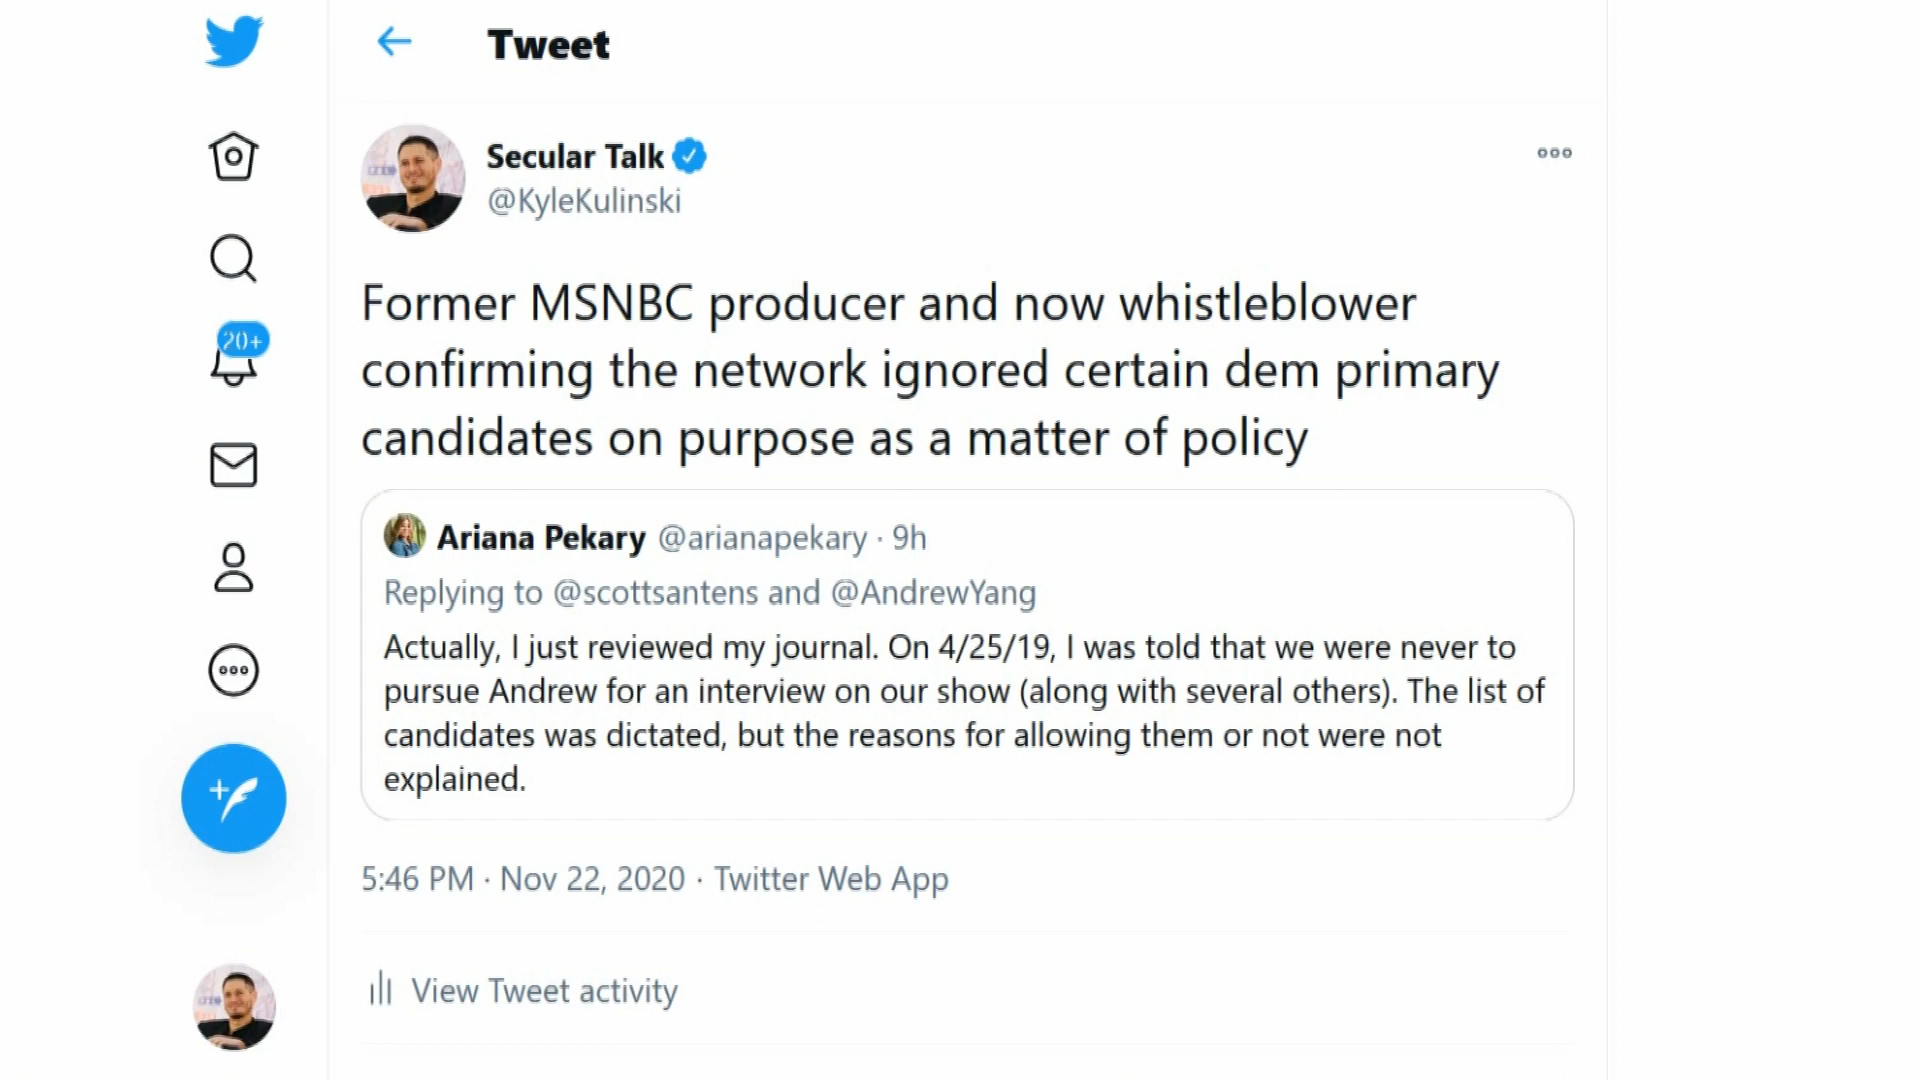 Tweet
Secular Talk
@KyleKulinski
Former MSNBC producer and now whistleblower
confirming the network ignored certain dem primary
candidates on purpose as a matter of policy
20+
Ariana Pekary @arianapekary · 9h
Replying to @scottsantens and @AndrewYang
Actually, I just reviewed my journal. On 4/25/19, I was told that we were never to
pursue Andrew for an interview on our show (along with several others). The list of
candidates was dictated, but the reasons for allowing them or not were not
explained.
5:46 PM · Nov 22, 2020 · Twitter Web App
View Tweet activity